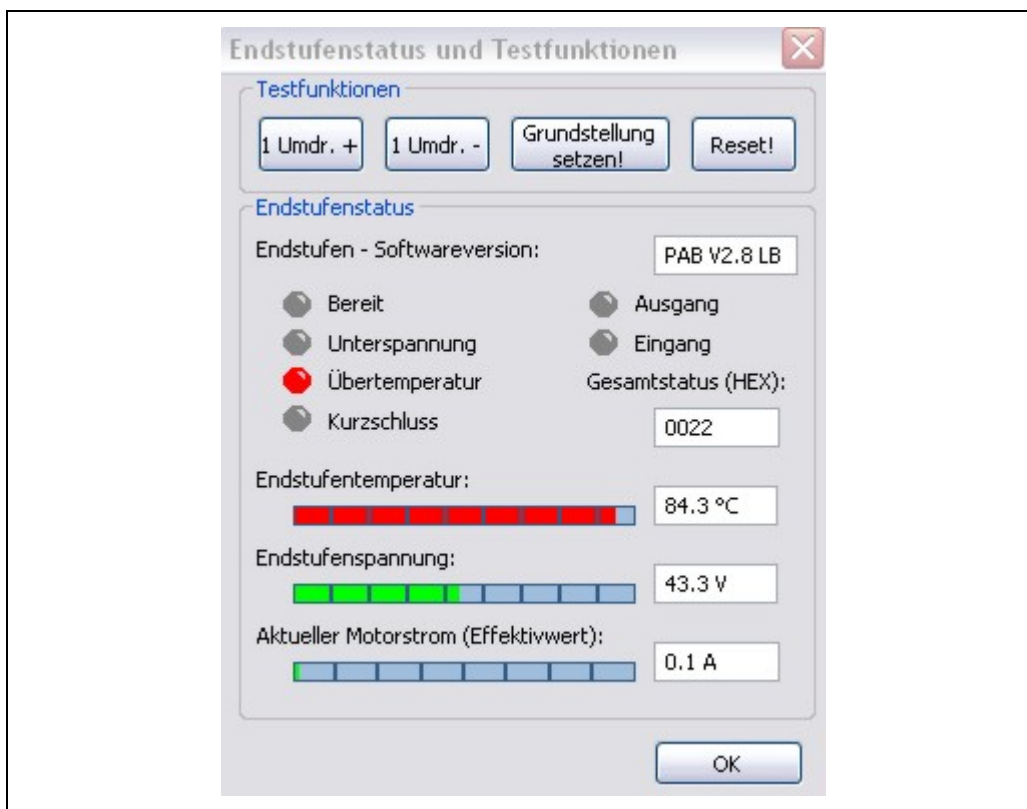 Endstufenstatus und Testfunktionen
Testfunktionen
1 Umdr. +
1 Umdr. -
Grundstellung
setzen!
Reset!
Endstufenstatus
Endstufen - Softwareversion:
PAB V2.8 LB
Bereit
Ausgang
Unterspannung
Eingang
Übertemperatur
Gesamtstatus (HEX):
Kurzschluss
0022
Endstufentemperatur:
84.3 °C
Endstufenspannung:
43.3 V
Aktueller Motorstrom (Effektivwert):
0.1 A
OK